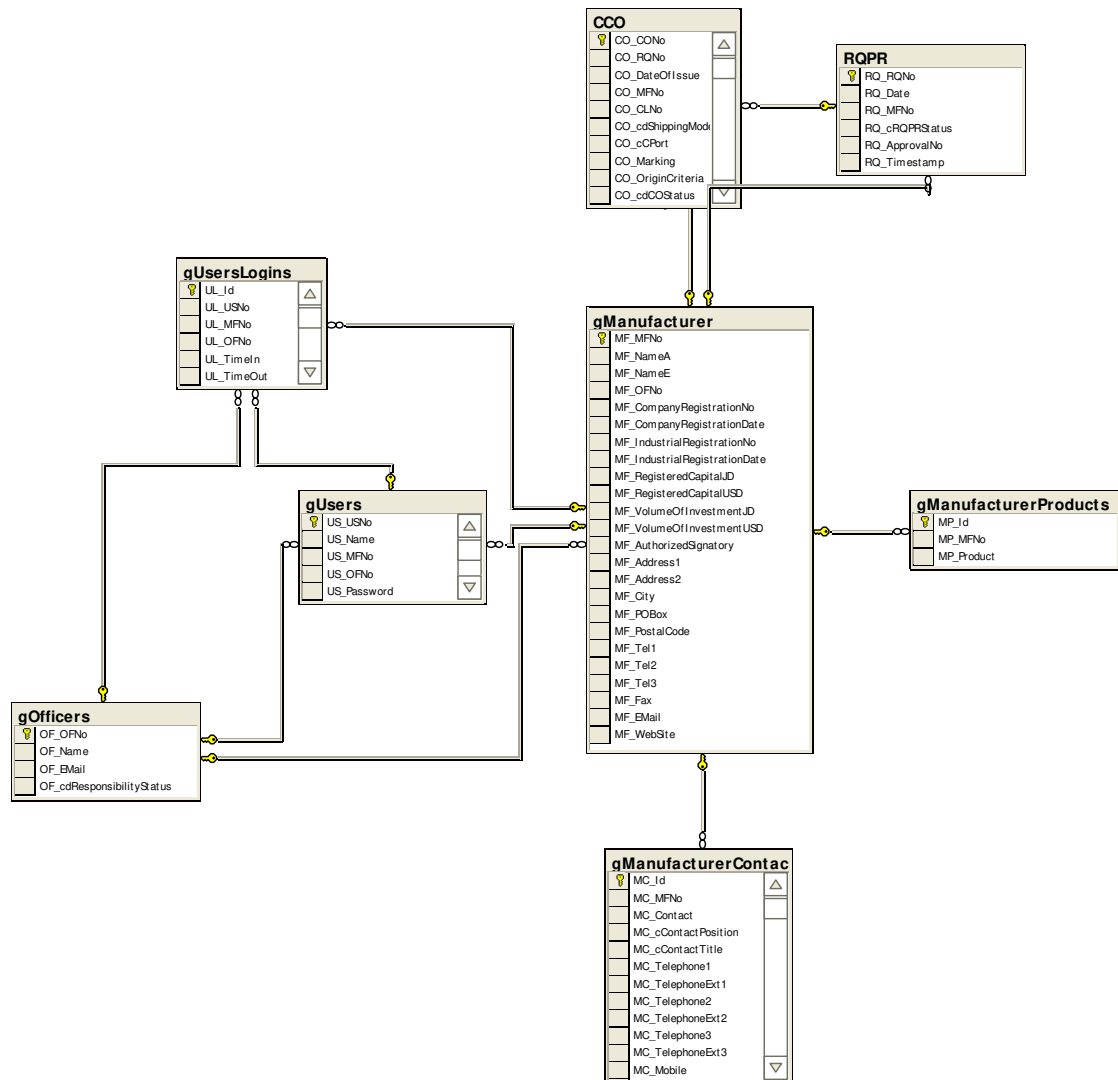 CCO
CO_CONo
CO_RQNo
CO_DateOfIssue
CO_MFNo
CO_CLNo
CO_cdShippingMode
CO_cCPort
CO_Marking
CO_OriginCriteria
CO_cdCOStatus
RQPR
RQ_RQNo
RQ_Date
RQ_MFNo
RQ_cRQPRStatus
RQ_ApprovalNo
RQ_Timestamp
gUsersLogins
UL_Id
UL_USNo
UL_MFNo
UL_OFNo
UL_TimeIn
UL_TimeOut
gManufacturer
MF_MFNo
MF_NameA
MF_NameE
MF_OFNo
MF_CompanyRegistrationNo
MF_CompanyRegistrationDate
MF_IndustrialRegistrationNo
MF_IndustrialRegistrationDate
MF_RegisteredCapitalJD
MF_RegisteredCapitalUSD
MF_VolumeOfInvestmentJD
MF_VolumeOfInvestmentUSD
MF_AuthorizedSignatory
MF_Address1
MF_Address2
MF_City
MF_POBox
MF_PostalCode
MF_Tel1
MF_Tel2
MF_Tel3
MF_Fax
MF_EMail
MF_WebSite
gUsers
US_USNo
US_Name
US_MFNo
US_OFNo
US_Password
gManufacturerProducts
MP_Id
MP_MFNo
MP_Product
gOfficers
OF_OFNo
OF_Name
OF_EMail
OF_cdResponsibilityStatus
gManufacturerContac
MC_Id
MC_MFNo
MC_Contact
MC_cContactPosition
MC_cContactTitle
MC_Telephone1
MC_TelephoneExt1
MC_Telephone2
MC_TelephoneExt2
MC_Telephone3
MC_TelephoneExt3
MC_Mobile